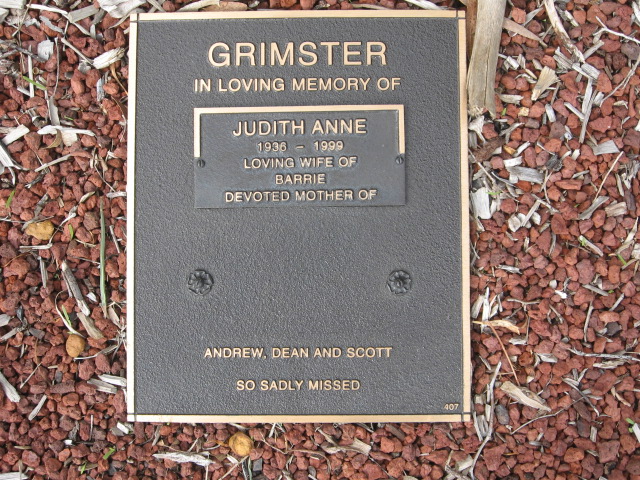 GRIMSTER
IN LOVING MEMORY OF
JUDITH ANNE
1936 - 1999
LOVING WIFE OF
BARRIE
DEVOTED MOTHER OF
ANDREW, DEAN AND SCOTT
SO SADLY MISSED
407